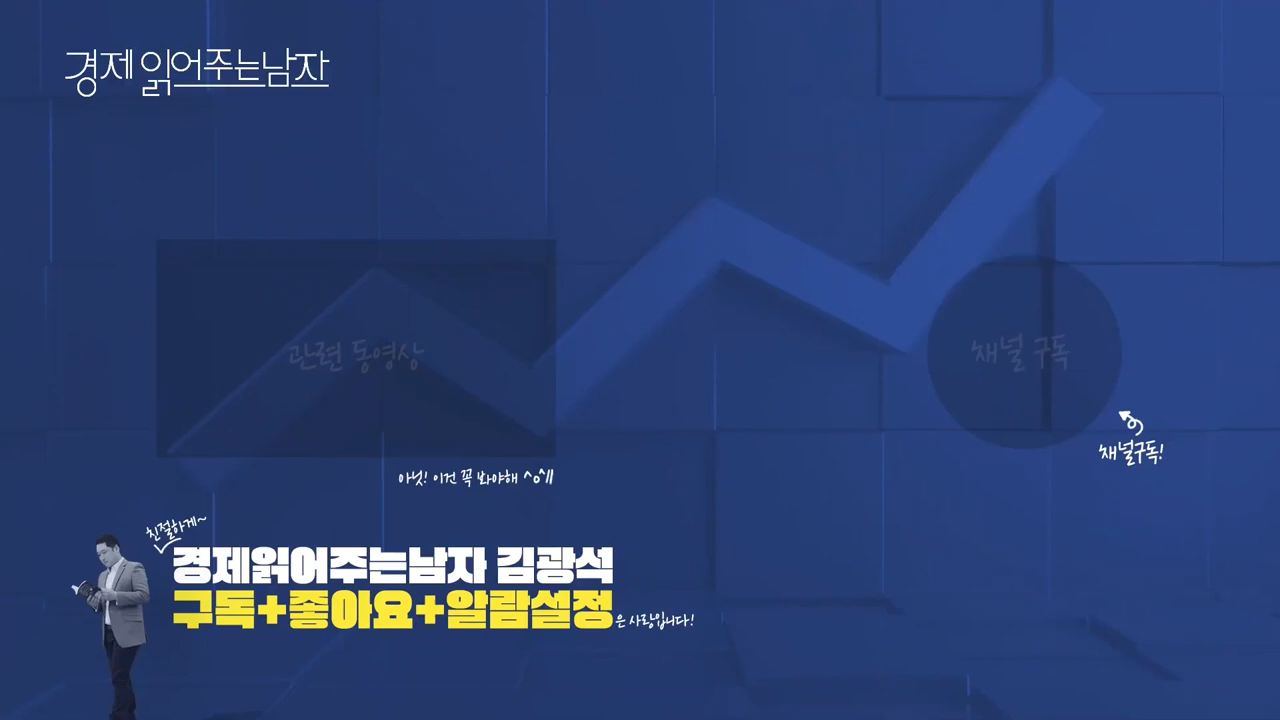 경제 읽어주는남자
관련 동영상
채널 구독
채널구독!
아닛! 이건 꼭 봐야해 ^o^!!
친절하게~
경제읽어주는남자 김광석
구독+좋아요+알람설정은 사랑입니다!